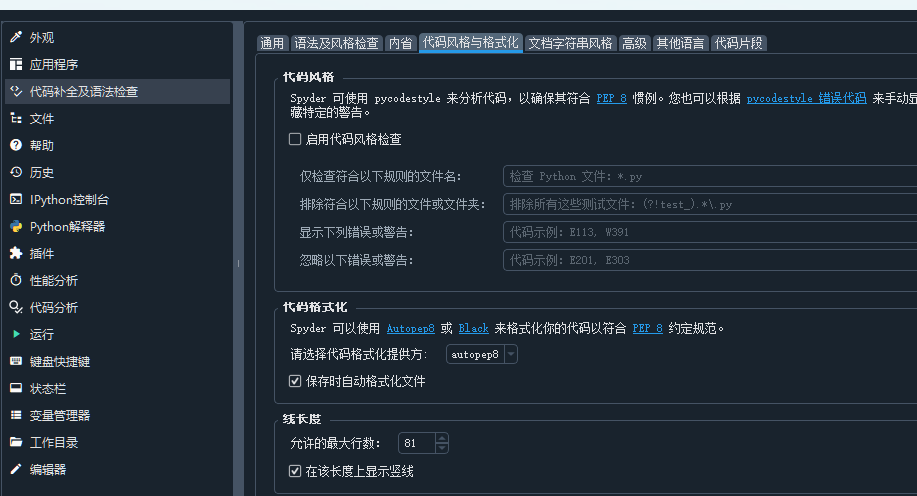 外观
应用程序
代码补全及语法检查
文件
帮助
历史
IPython控制台
Python解释器
插件
性能分析
代码分析
运行
键盘快捷键
状态栏
变量管理器
工作目录
编辑器
通用 语法及风格检查 内省 代码风格与格式化 文档字符串风格 高级 其他语言 代码片段
代码风格
Spyder 可使用 pycodestyle 来分析代码，以确保其符合 PEP 8 惯例。您也可以根据 pycodestyle 错误代码 来手动显
藏特定的警告。
启用代码风格检查
仅检查符合以下规则的文件名： 检查 Python 文件：*.py
排除符合以下规则的文件或文件夹： 排除所有这些测试文件：(?!test_).*\.py
显示下列错误或警告： 代码示例：E113, W391
忽略以下错误或警告： 代码示例：E201, E303
代码格式化
Spyder 可以使用 Autopep8 或 Black 来格式化你的代码以符合 PEP 8 约定规范。
请选择代码格式化提供方： autopep8
保存时自动格式化文件
线长度
允许的最大行数： 81
在该长度上显示竖线